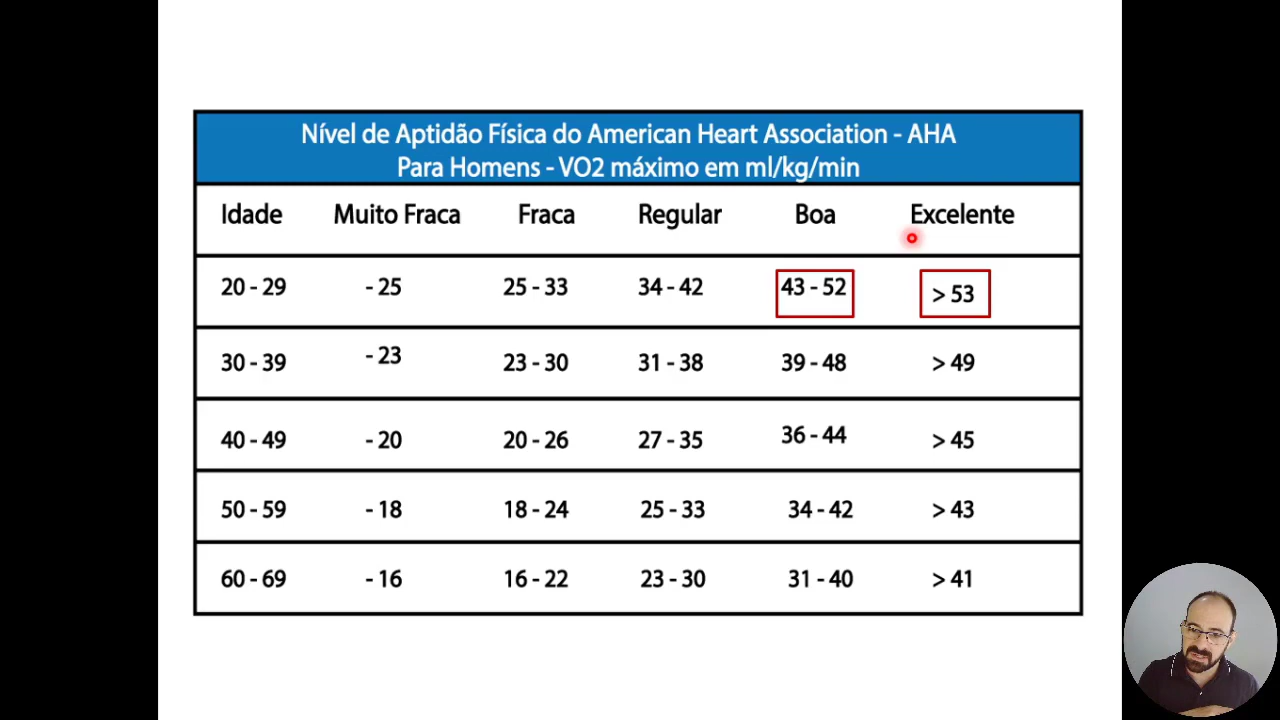 Nível de Aptidão Física do American Heart Association - AHA
Para Homens - VO2 máximo em ml/kg/min
Idade Muito Fraca Fraca Regular Boa Excelente
20 - 29 - 25 25 - 33 34 - 42 43 - 52 > 53
30 - 39 - 23 23 - 30 31 - 38 39 - 48 > 49
40 - 49 - 20 20 - 26 27 - 35 36 - 44 > 45
50 - 59 - 18 18 - 24 25 - 33 34 - 42 > 43
60 - 69 - 16 16 - 22 23 - 30 31 - 40 > 41